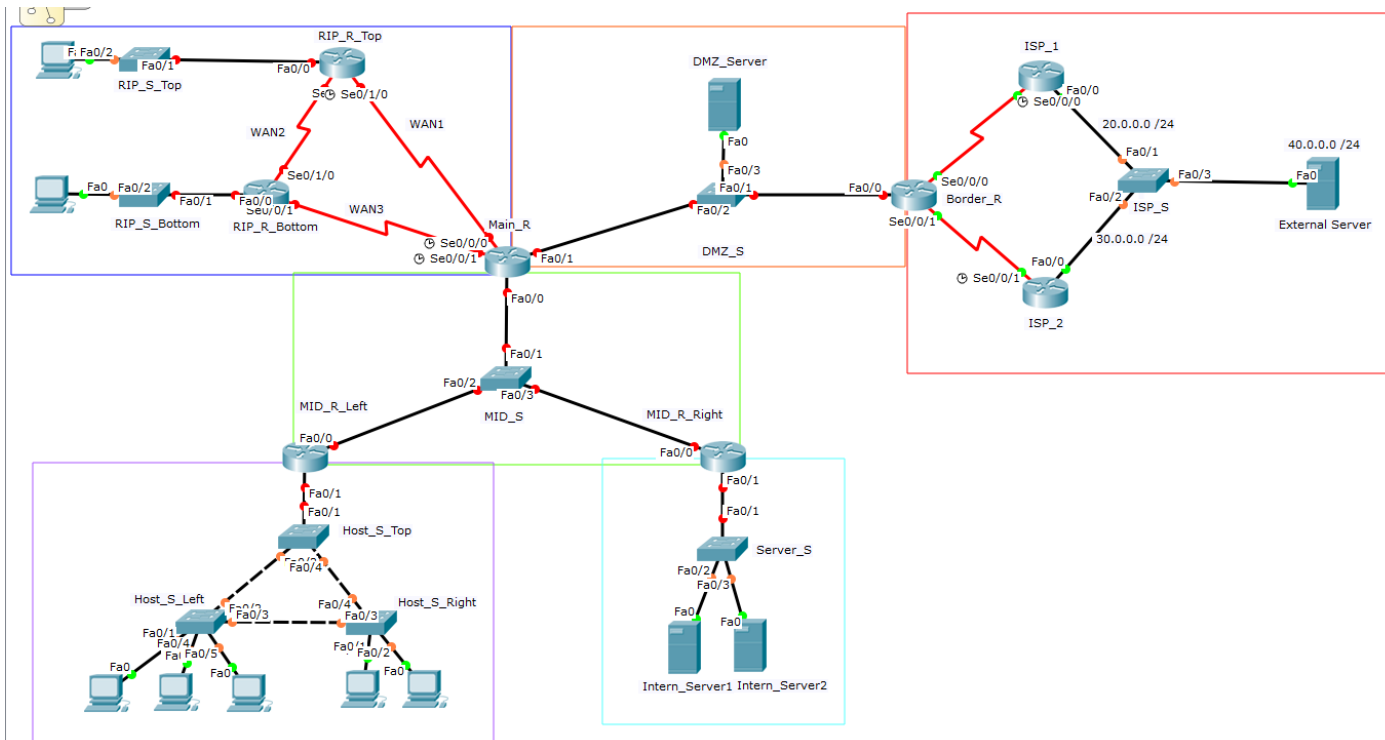 RIP_R_Top
Fa0/2
Fa0/1
Fa0/0
RIP_S_Top
Se0/1/0
WAN2
WAN1
Se0/1/0
Fa0
Fa0/2
Fa0/1
Fa0/0
Se0/0/1
RIP_S_Bottom
RIP_R_Bottom
WAN3
Main_R
Se0/0/0
Se0/0/1
Fa0/1
Fa0/0
DMZ_Server
Fa0
Fa0/3
Fa0/1
Fa0/2
Fa0/0
DMZ_S
ISP_1
Fa0/0
Se0/0/0
20.0.0.0 /24
40.0.0.0 /24
Fa0/1
Fa0/3
Fa0
Fa0/2
ISP_S
External Server
Se0/0/0
Border_R
Se0/0/1
30.0.0.0 /24
Fa0/0
Se0/0/1
ISP_2
Fa0/1
Fa0/2
Fa0/3
MID_S
MID_R_Left
MID_R_Right
Fa0/0
Fa0/0
Fa0/1
Fa0/1
Fa0/1
Fa0/1
Host_S_Top
Fa0/4
Server_S
Fa0/2
Fa0/3
Host_S_Left
Fa0/3
Fa0/4
Fa0/3
Host_S_Right
Fa0/1
Fa0/4
Fa0/5
Fa0/1
Fa0/2
Fa0
Fa0
Fa0
Fa0
Fa0
Intern_Server1
Intern_Server2